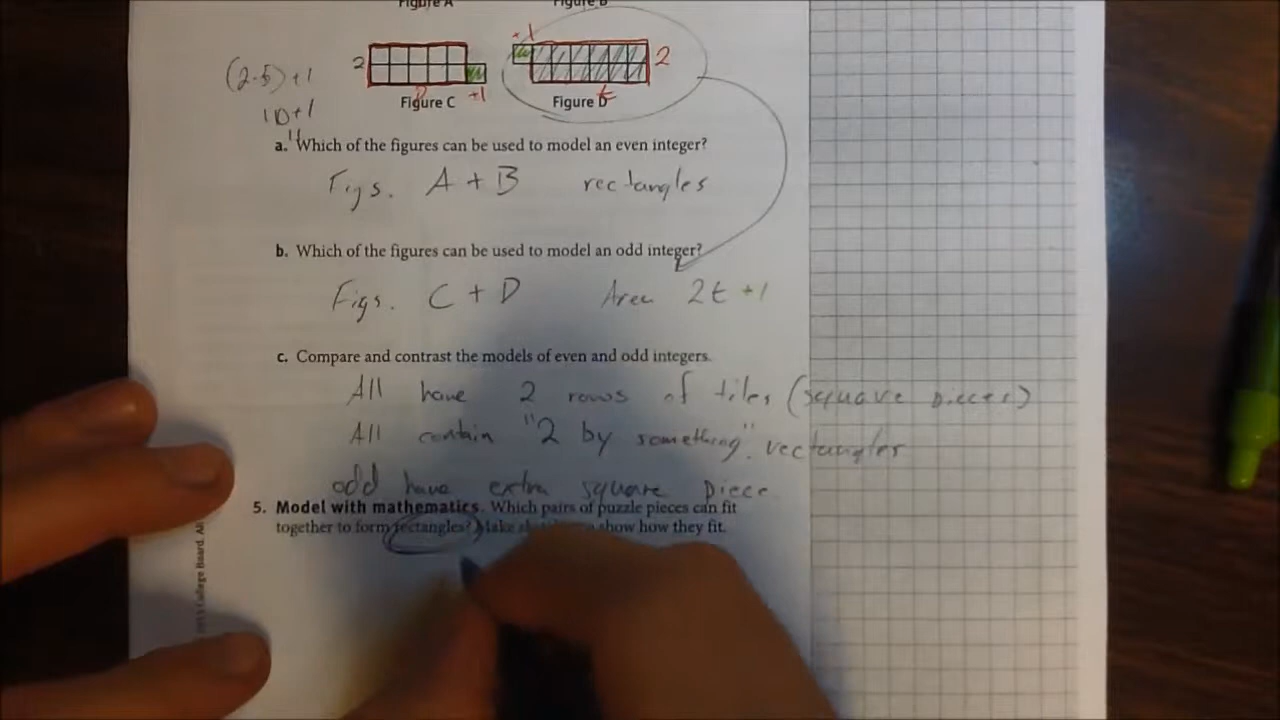 Figure A Figure B
+1
2 2
(2·5)+1
+1
Figure C Figure D
t
10+1
11
a. Which of the figures can be used to model an even integer?
Figs. A + B rectangles
b. Which of the figures can be used to model an odd integer?
Figs. C + D Area 2t +1
c. Compare and contrast the models of even and odd integers.
All have 2 rows of tiles (square pieces)
All contain "2 by something" rectangles
odd have extra square piece
5. Model with mathematics. Which pairs of puzzle pieces can fit
together to form rectangles? Make show how they fit.
College Board.